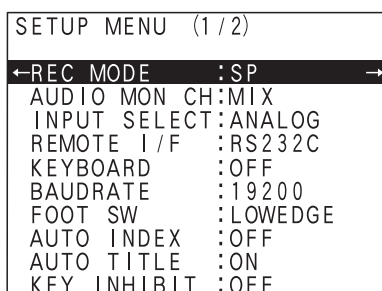 SETUP MENU (1/2)
←REC MODE :SP →
AUDIO MON CH:MIX
INPUT SELECT:ANALOG
REMOTE I/F :RS232C
KEYBOARD :OFF
BAUDRATE :19200
FOOT SW :LOWEDGE
AUTO INDEX :OFF
AUTO TITLE :ON
KEY INHIBIT :OFF